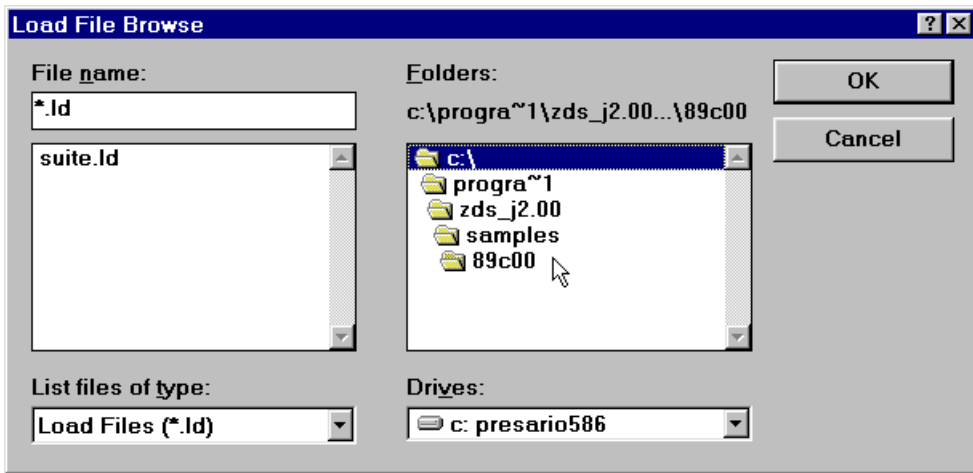 Load File Browse
File name:
*.ld
suite.ld
List files of type:
Load Files (*.ld)
Folders:
c:\progra~1\zds_j2.00...\89c00
c:\
progra~1
zds_j2.00
samples
89c00
Drives:
c: presario586
OK
Cancel